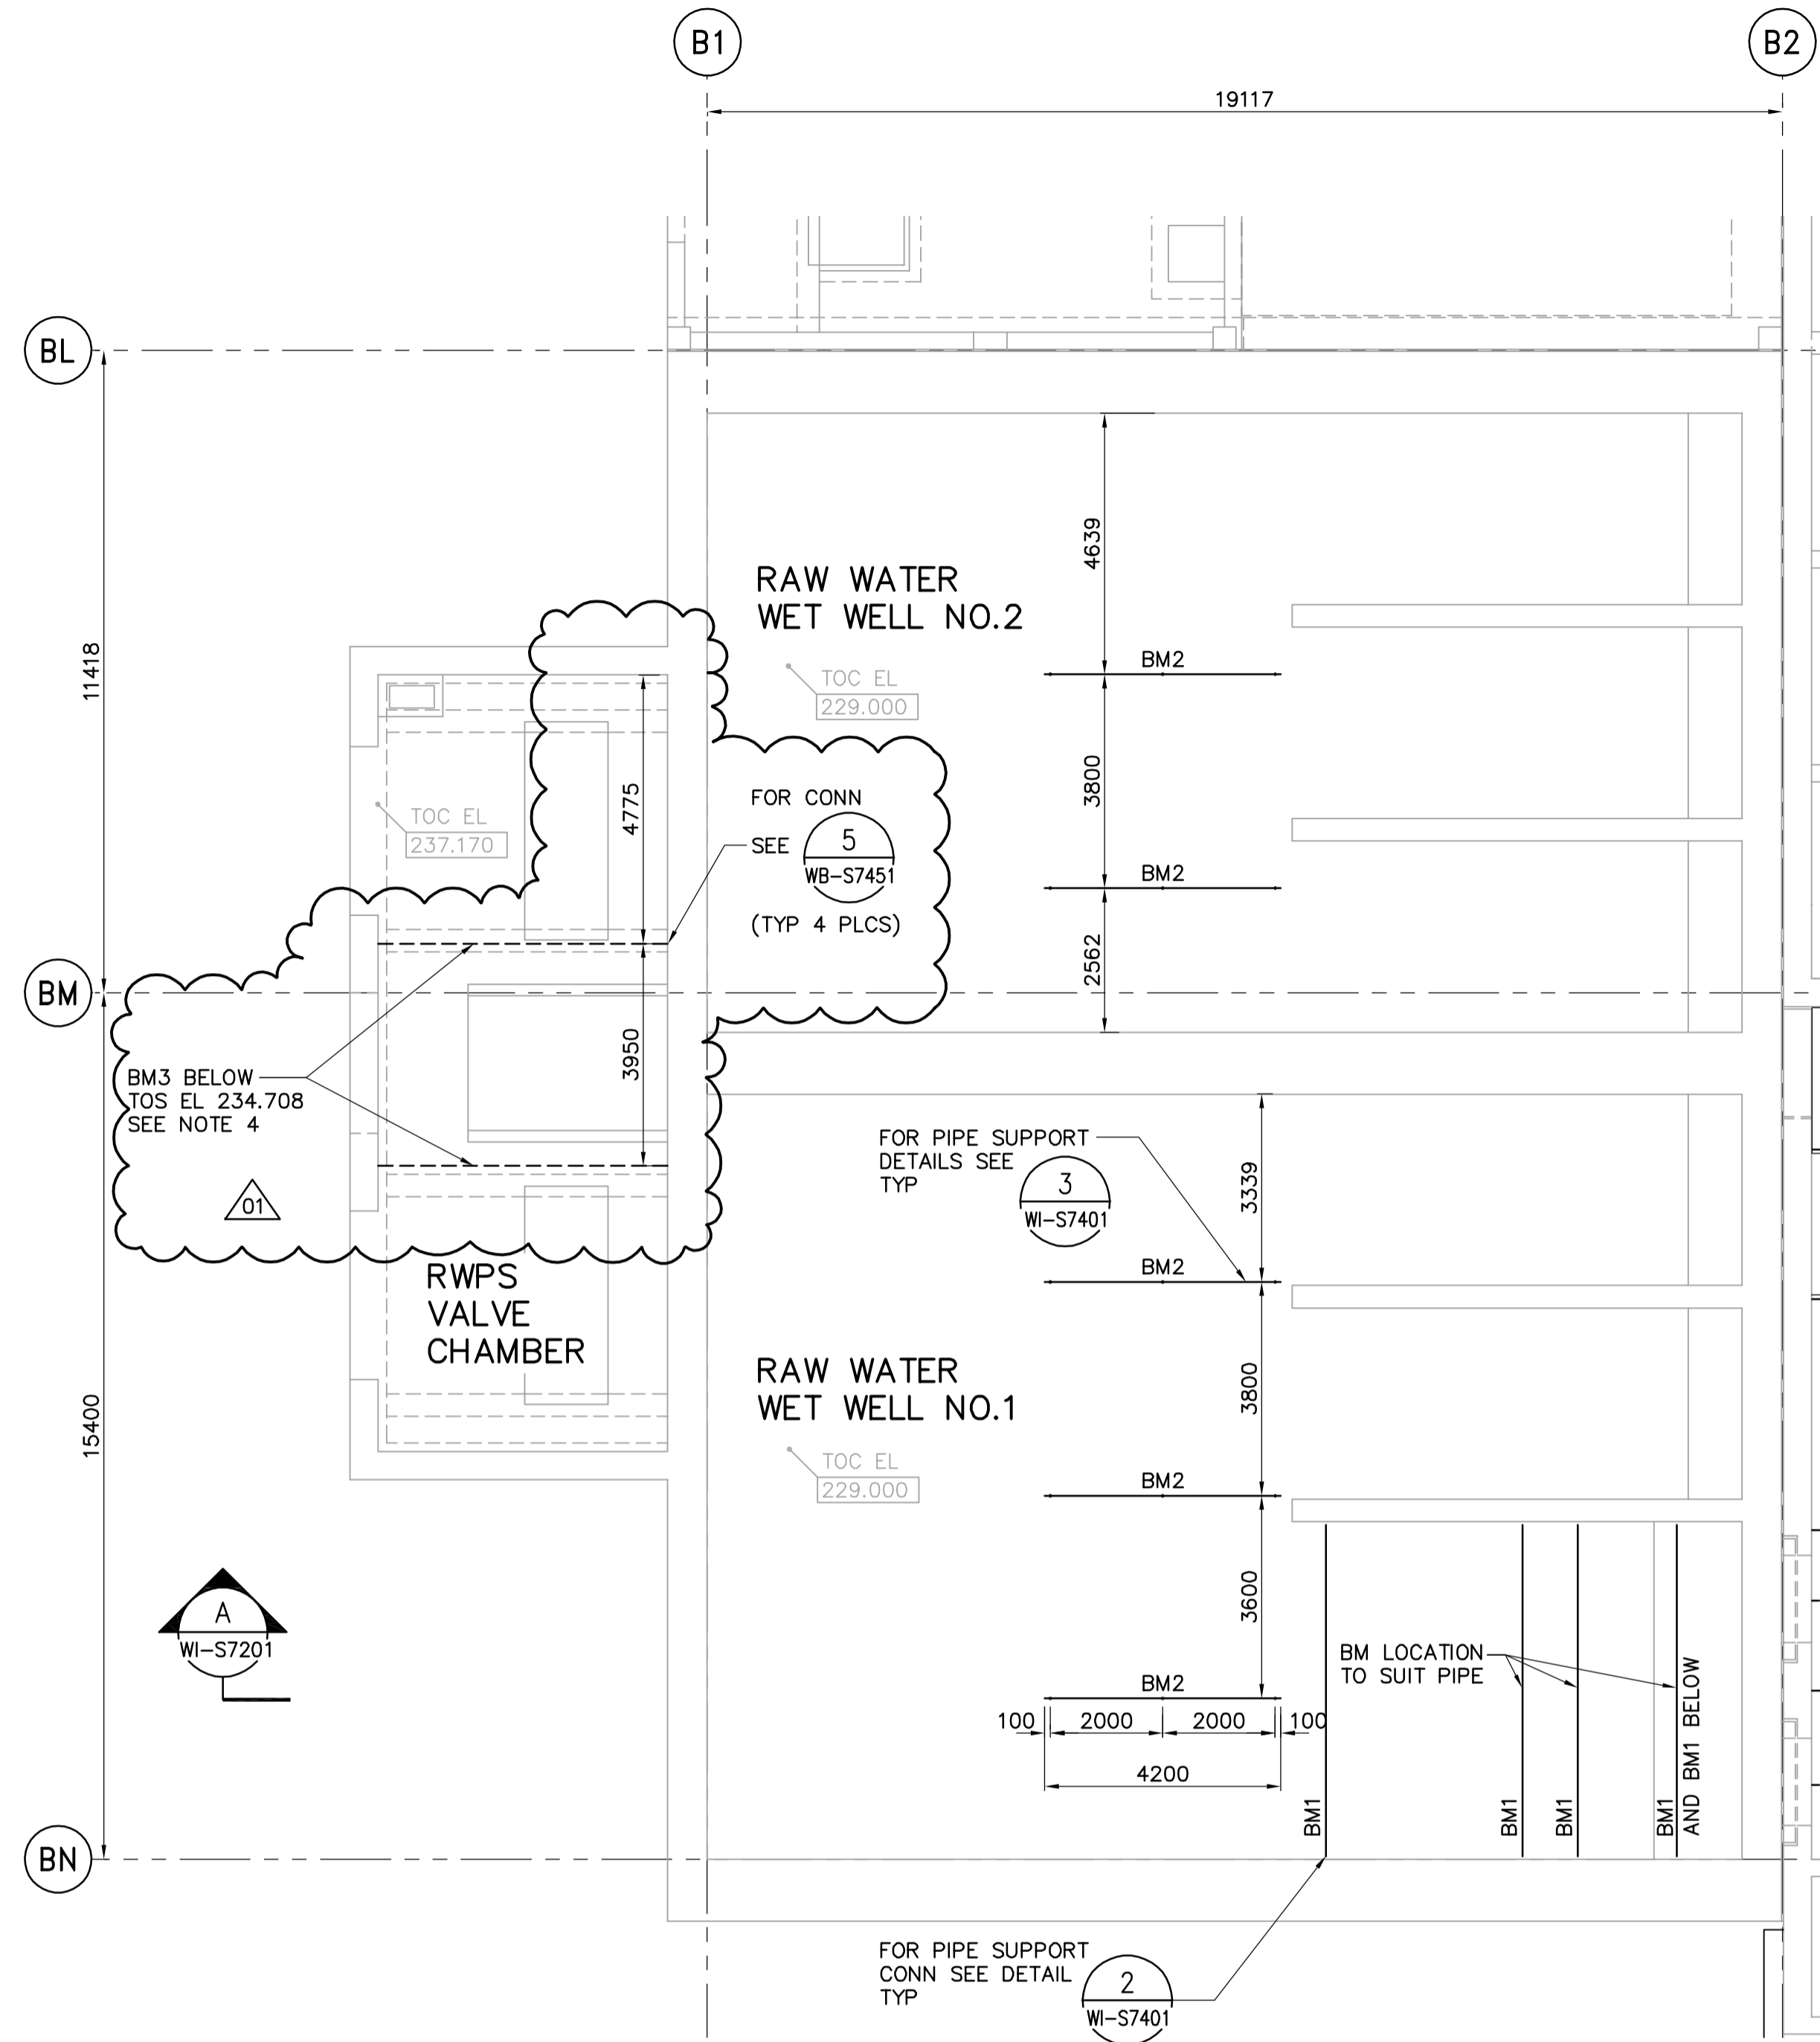 B1
B2
19117
BL
4639
RAW WATER
WET WELL NO.2
11418
BM2
TOC EL
229.000
3800
4775
FOR CONN
SEE
5
WB-S7451
(TYP 4 PLCS)
TOC EL
237.170
BM2
2562
BM
3950
BM3 BELOW
TOS EL 234.708
SEE NOTE 4
01
FOR PIPE SUPPORT
DETAILS SEE
TYP
3
WI-S7401
3339
BM2
RWPS
VALVE
CHAMBER
RAW WATER
WET WELL NO.1
3800
15400
TOC EL
229.000
BM2
3600
A
WI-S7201
BM LOCATION
TO SUIT PIPE
BM2
100
2000
2000
100
4200
BM1
BM1
BM1
BM1
AND BM1 BELOW
BN
FOR PIPE SUPPORT
CONN SEE DETAIL
TYP
2
WI-S7401